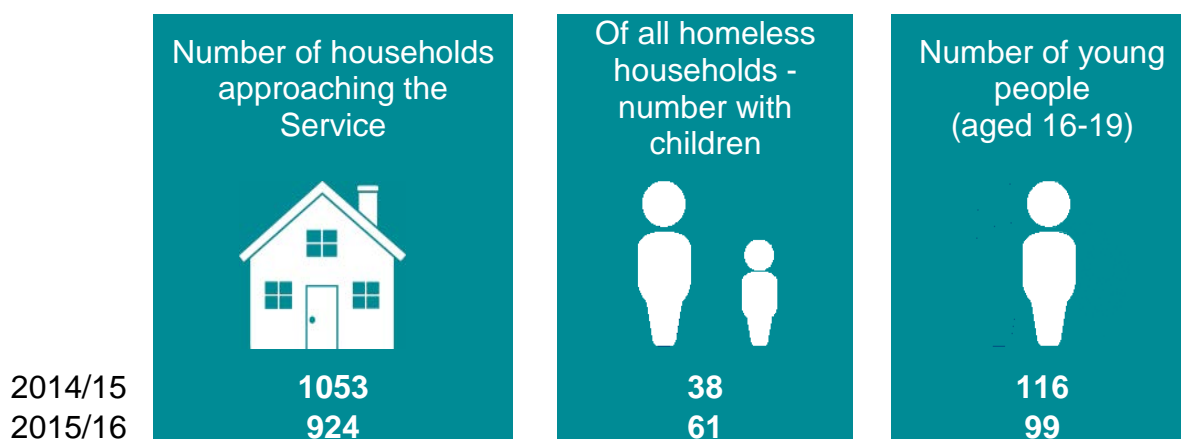 Number of households
approaching the
Service
Of all homeless
households -
number with
children
Number of young
people
(aged 16-19)
2014/15 1053 38 116
2015/16 924 61 99